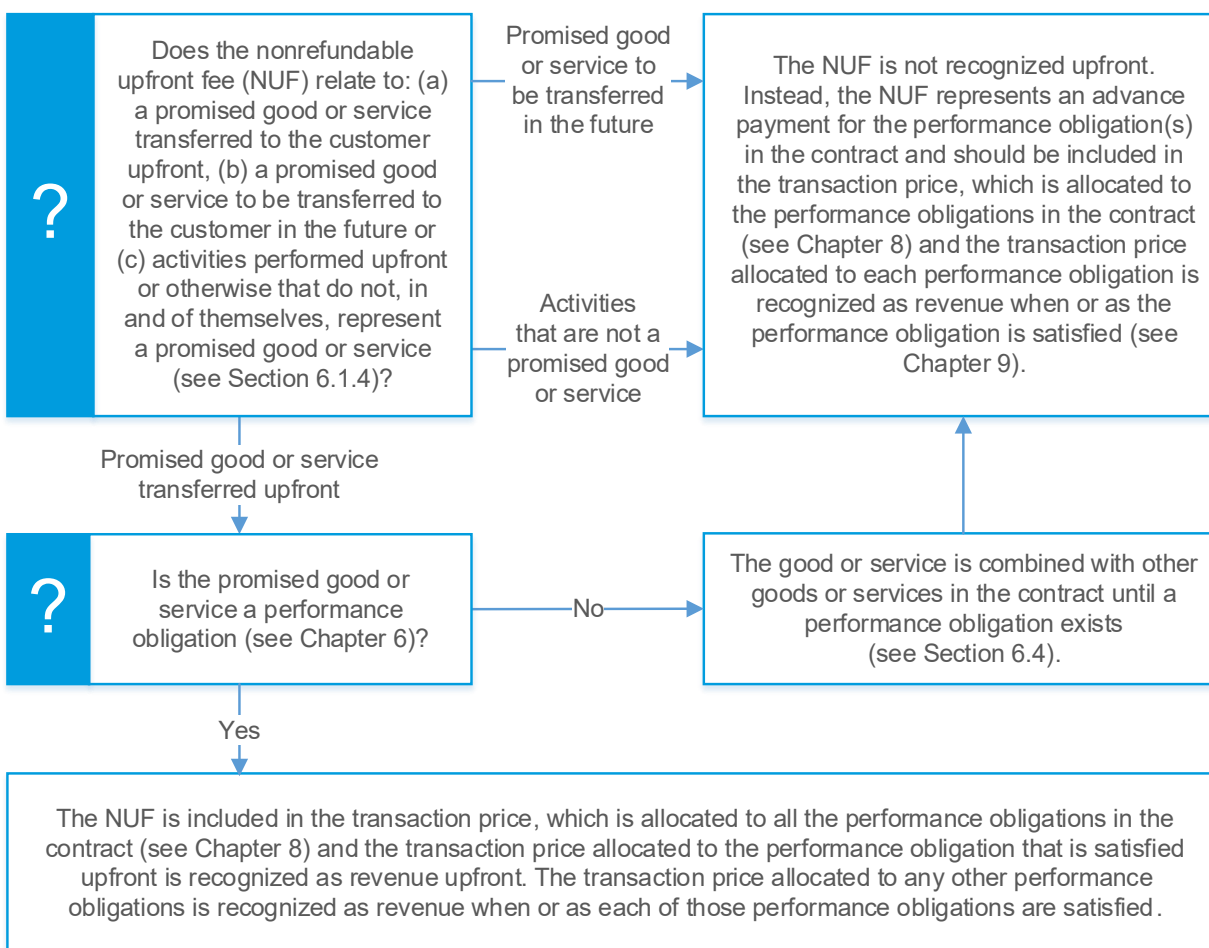 ?
Does the nonrefundable
upfront fee (NUF) relate to: (a)
a promised good or service
transferred to the customer
upfront, (b) a promised good
or service to be transferred to
the customer in the future or
(c) activities performed upfront
or otherwise that do not, in
and of themselves, represent
a promised good or service
(see Section 6.1.4)?
Promised good
or service to
be transferred
in the future
Activities
that are not a
promised good
or service
The NUF is not recognized upfront.
Instead, the NUF represents an advance
payment for the performance obligation(s)
in the contract and should be included in
the transaction price, which is allocated to
the performance obligations in the contract
(see Chapter 8) and the transaction price
allocated to each performance obligation is
recognized as revenue when or as the
performance obligation is satisfied (see
Chapter 9).
Promised good or service
transferred upfront
?
Is the promised good or
service a performance
obligation (see Chapter 6)?
No
The good or service is combined with other
goods or services in the contract until a
performance obligation exists
(see Section 6.4).
Yes
The NUF is included in the transaction price, which is allocated to all the performance obligations in the
contract (see Chapter 8) and the transaction price allocated to the performance obligation that is satisfied
upfront is recognized as revenue upfront. The transaction price allocated to any other performance
obligations is recognized as revenue when or as each of those performance obligations are satisfied.